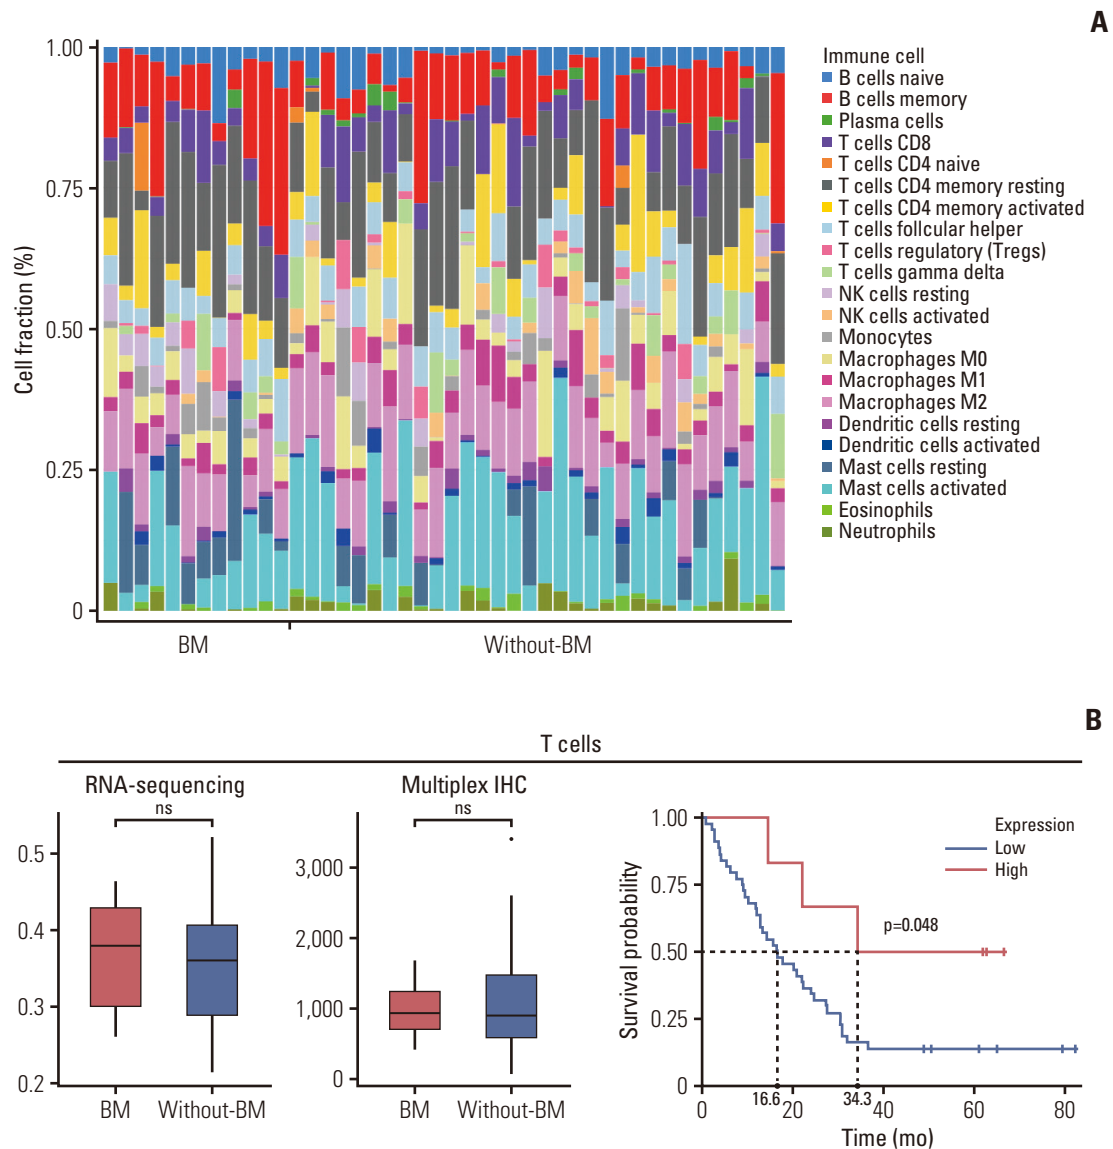 A
1.00
0.75
0.50
0.25
0
Cell fraction (%)
BM
Without-BM
Immune cell
B cells naive
B cells memory
Plasma cells
T cells CD8
T cells CD4 naive
T cells CD4 memory resting
T cells CD4 memory activated
T cells follcular helper
T cells regulatory (Tregs)
T cells gamma delta
NK cells resting
NK cells activated
Monocytes
Macrophages M0
Macrophages M1
Macrophages M2
Dendritic cells resting
Dendritic cells activated
Mast cells resting
Mast cells activated
Eosinophils
Neutrophils
B
T cells
RNA-sequencing
ns
0.5
0.4
0.3
0.2
BM
Without-BM
Multiplex IHC
ns
3,000
2,000
1,000
0
BM
Without-BM
Survival probability
1.00
0.75
0.50
0.25
0
Expression
Low
High
p=0.048
16.6
34.3
0
20
40
60
80
Time (mo)